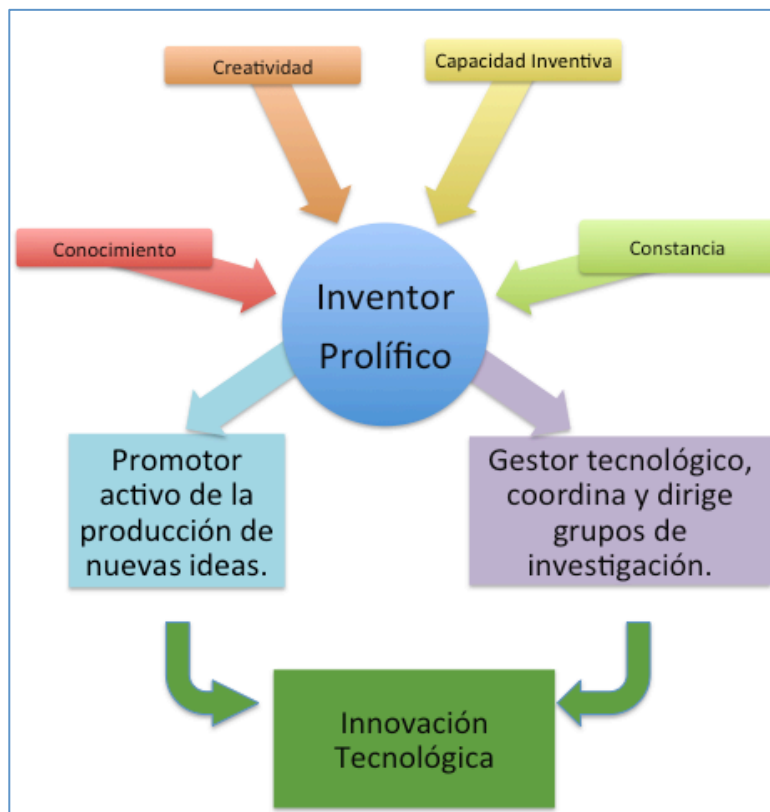 Creatividad
Capacidad Inventiva
Conocimiento
Constancia
Inventor
Prolífico
Promotor
activo de la
producción de
nuevas ideas.
Gestor tecnológico,
coordina y dirige
grupos de
investigación.
Innovación
Tecnológica